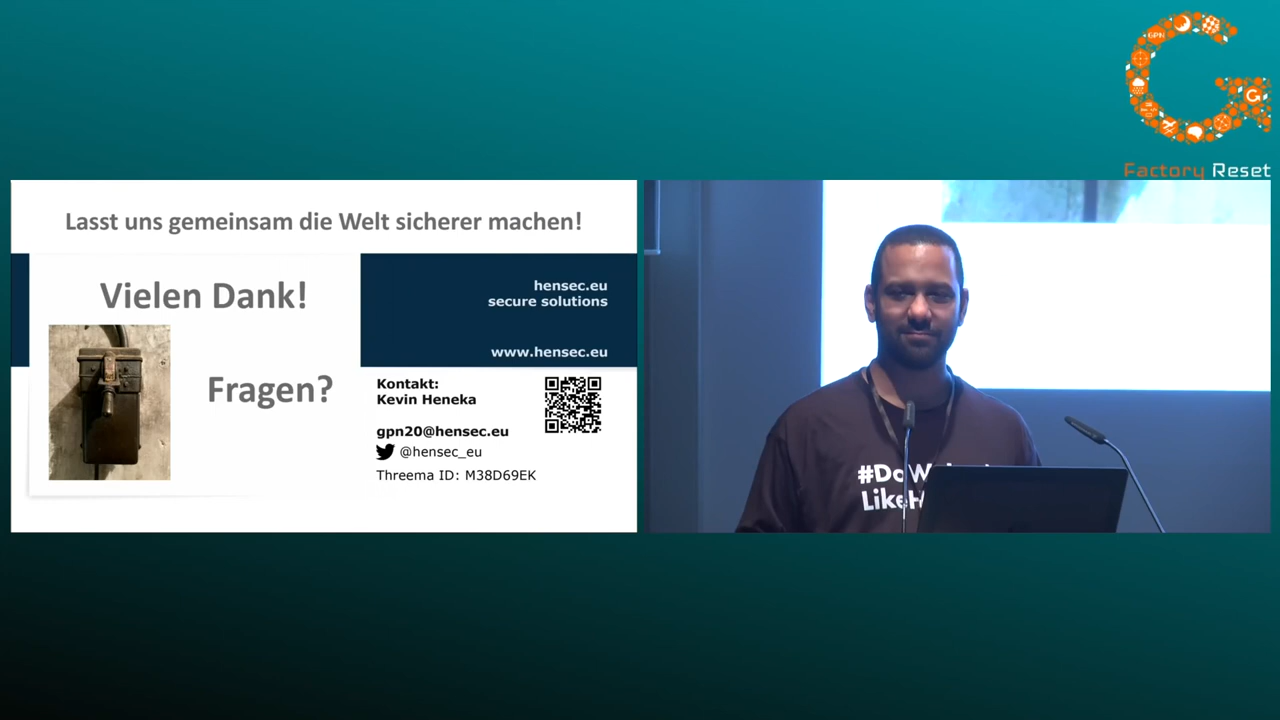 Factory Reset
Lasst uns gemeinsam die Welt sicherer machen!
Vielen Dank!
Fragen?
hensec.eu
secure solutions
www.hensec.eu
Kontakt:
Kevin Heneka
gpn20@hensec.eu
@hensec_eu
Threema ID: M38D69EK